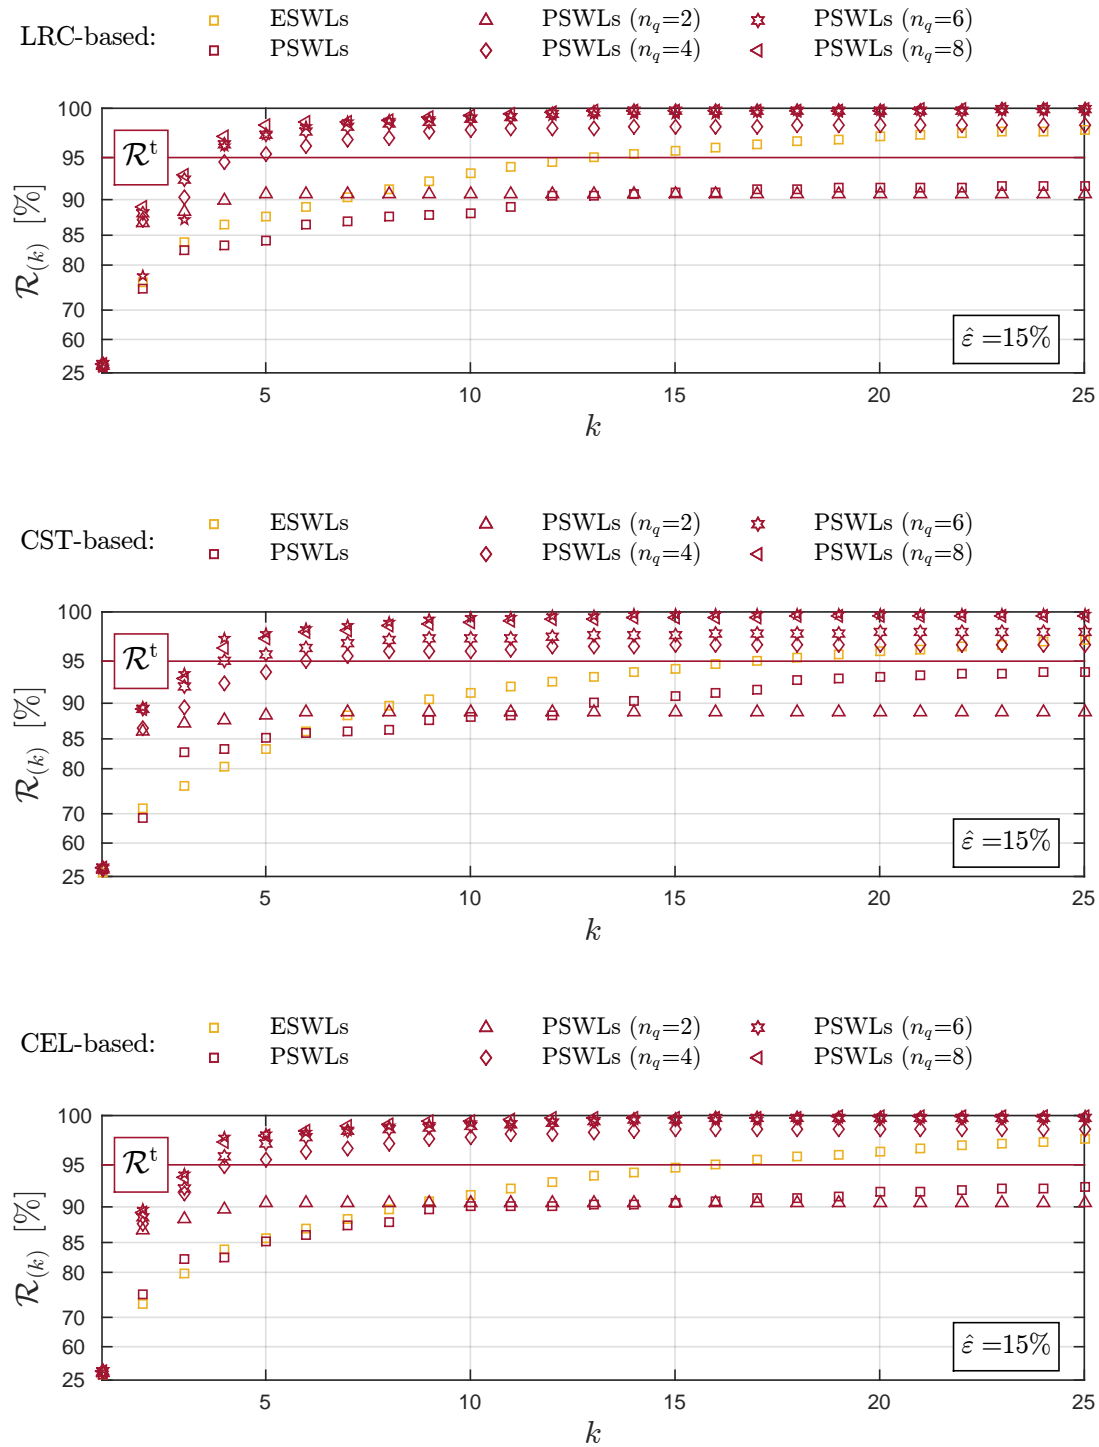 LRC-based: ESWLs PSWLs (n_q=2) PSWLs (n_q=6)
PSWLs PSWLs (n_q=4) PSWLs (n_q=8)
100
95
90
85
80
70
60
25
R^t
R_(k) [%]
ε̂ =15%
5 10 15 20 25
k
CST-based: ESWLs PSWLs (n_q=2) PSWLs (n_q=6)
PSWLs PSWLs (n_q=4) PSWLs (n_q=8)
100
95
90
85
80
70
60
25
R^t
R_(k) [%]
ε̂ =15%
5 10 15 20 25
k
CEL-based: ESWLs PSWLs (n_q=2) PSWLs (n_q=6)
PSWLs PSWLs (n_q=4) PSWLs (n_q=8)
100
95
90
85
80
70
60
25
R^t
R_(k) [%]
ε̂ =15%
5 10 15 20 25
k